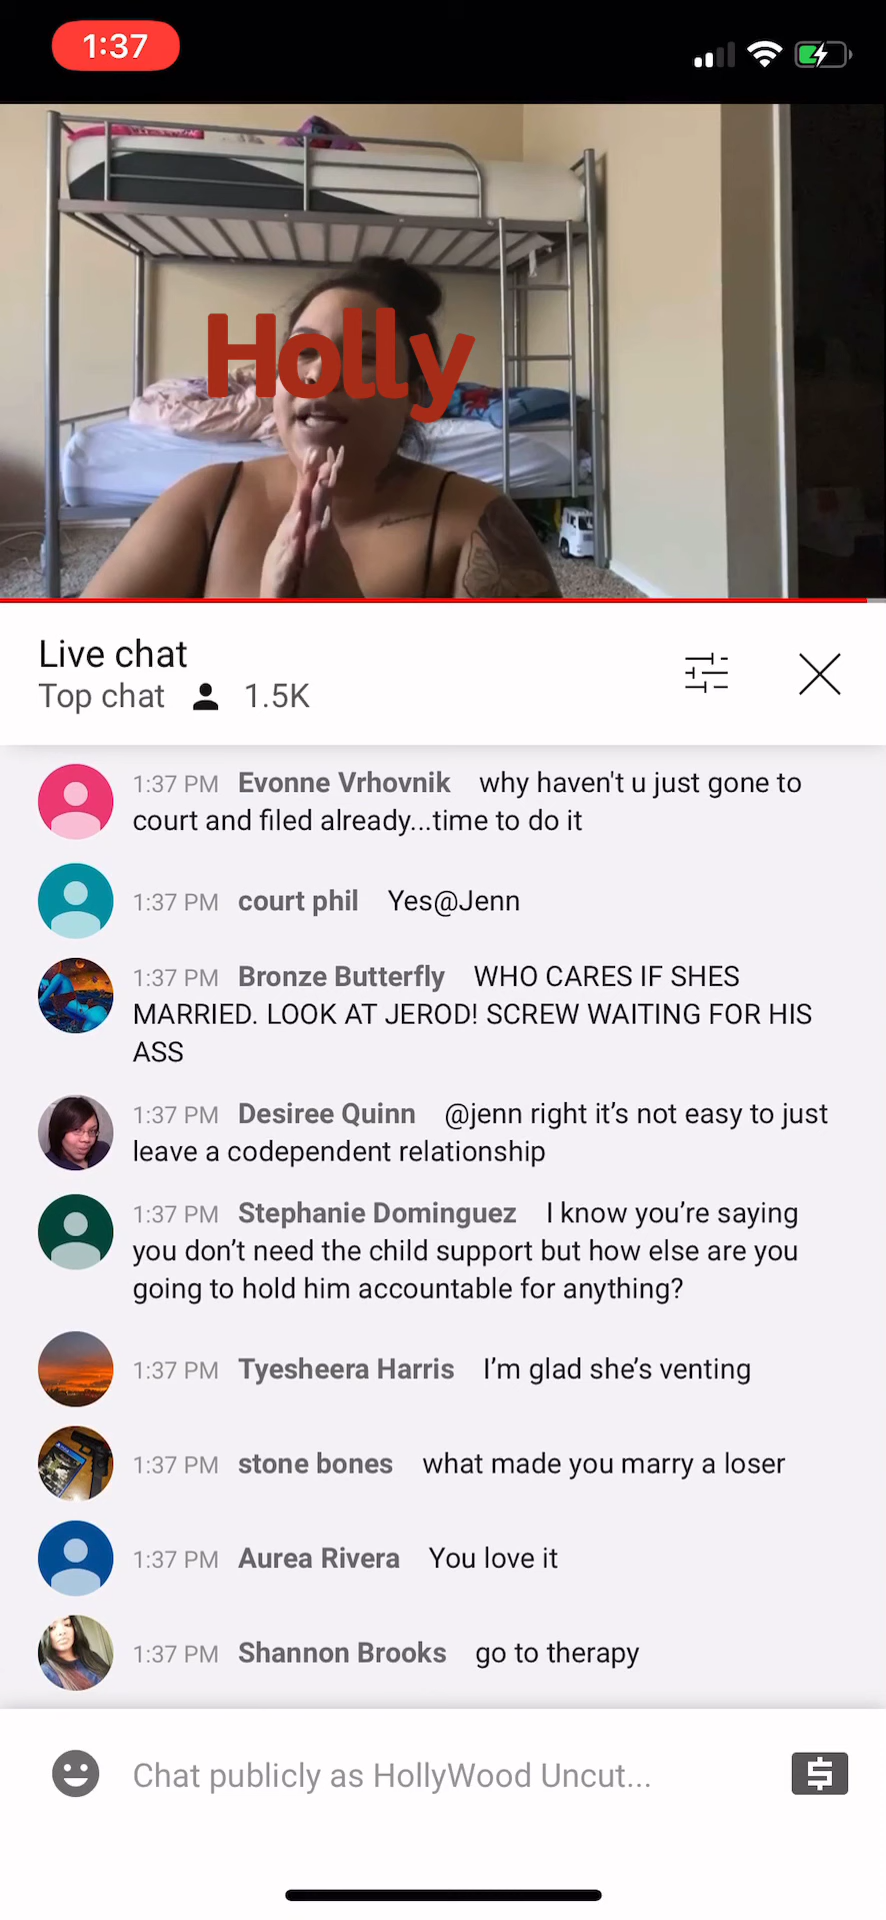 1:37
Holly
Live chat
Top chat 1.5K
1:37 PM Evonne Vrhovnik why haven't u just gone to
court and filed already...time to do it
1:37 PM court phil Yes@Jenn
1:37 PM Bronze Butterfly WHO CARES IF SHES
MARRIED. LOOK AT JEROD! SCREW WAITING FOR HIS
ASS
1:37 PM Desiree Quinn @jenn right it’s not easy to just
leave a codependent relationship
1:37 PM Stephanie Dominguez I know you’re saying
you don’t need the child support but how else are you
going to hold him accountable for anything?
1:37 PM Tyesheera Harris I’m glad she’s venting
1:37 PM stone bones what made you marry a loser
1:37 PM Aurea Rivera You love it
1:37 PM Shannon Brooks go to therapy
Chat publicly as HollyWood Uncut...